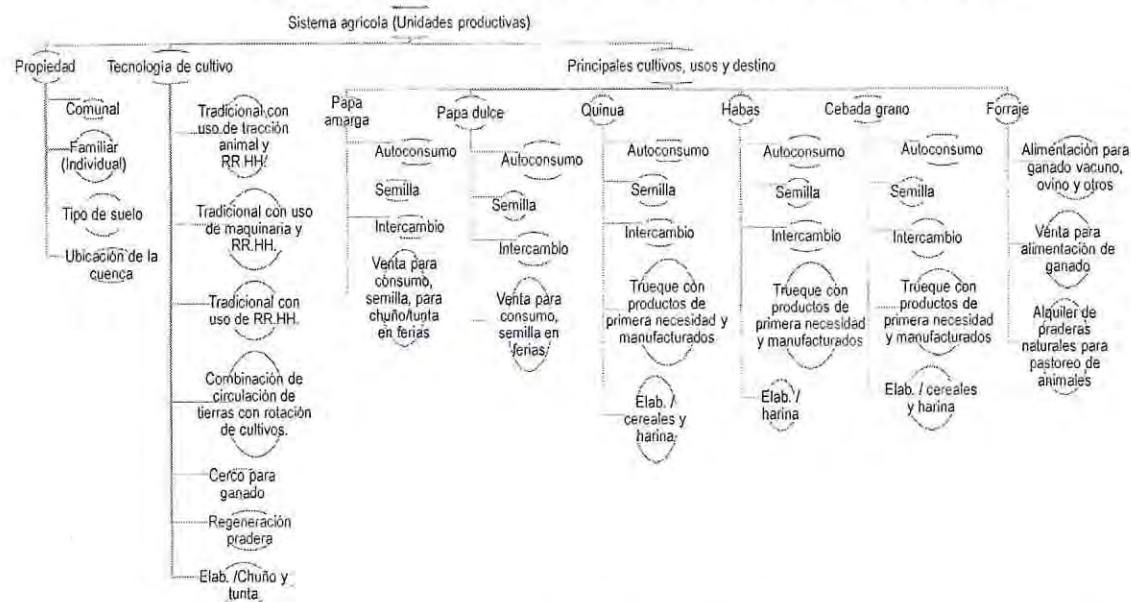 Sistema agrícola (Unidades productivas)
Propiedad
Comunal
Familiar
(Individual)
Tipo de suelo
Ubicación de la
cuenca
Tecnología de cultivo
Tradicional con
uso de tracción
animal y
RR.HH.
Tradicional con uso
de maquinaria y
RR.HH.
Tradicional con
uso de RR.HH.
Combinación de
circulación de
tierras con rotación
de cultivos.
Cerco para
ganado
Regeneración
pradera
Elab. /Chuño y
tunta
Principales cultivos, usos y destino
Papa
amarga
Autoconsumo
Semilla
Intercambio
Venta para
consumo,
semilla, para
chuño/tunta
en ferias
Papa dulce
Autoconsumo
Semilla
Intercambio
Venta para
consumo,
semilla en
ferias
Quinua
Autoconsumo
Semilla
Intercambio
Trueque con
productos de
primera necesidad y
manufacturados
Elab. /
cereales y
harina
Habas
Autoconsumo
Semilla
Intercambio
Trueque con
productos de
primera necesidad
y manufacturados
Elab. /
harina
Cebada grano
Autoconsumo
Semilla
Intercambio
Trueque con
productos de
primera necesidad
y manufacturados
Elab. / cereales
y harina
Forraje
Alimentación para
ganado vacuno,
ovino y otros
Venta para
alimentación de
ganado
Alquiler de
praderas
naturales para
pastoreo de
animales